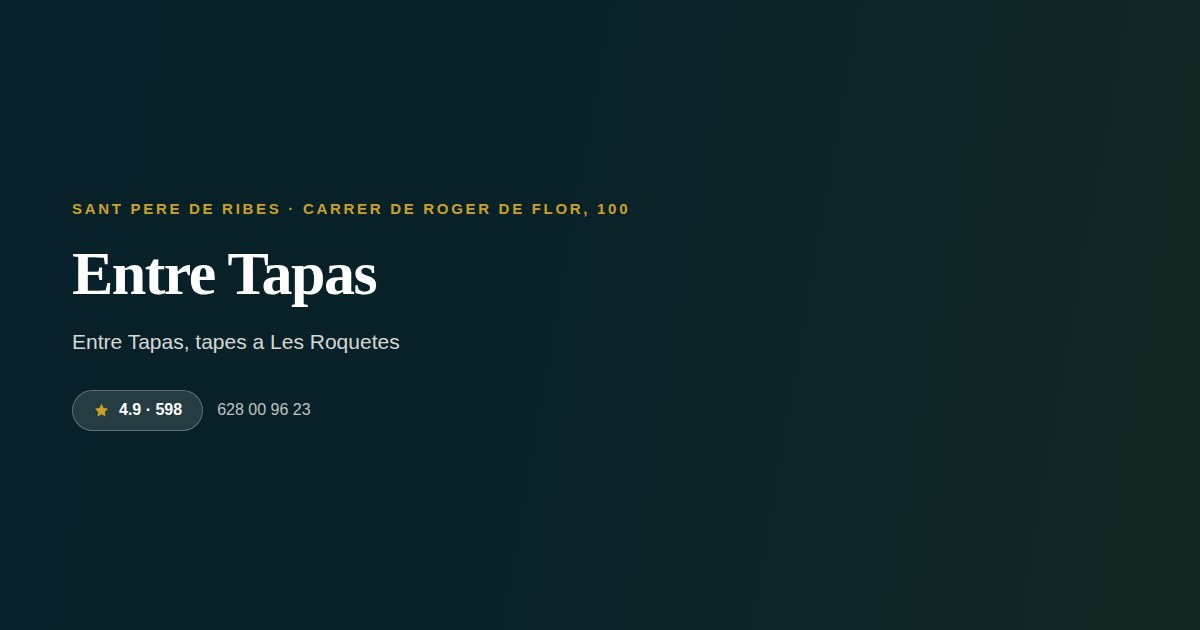 SANT PERE DE RIBES · CARRER DE ROGER DE FLOR, 100
Entre Tapas
Entre Tapas, tapes a Les Roquetes
4.9 · 598
628 00 96 23